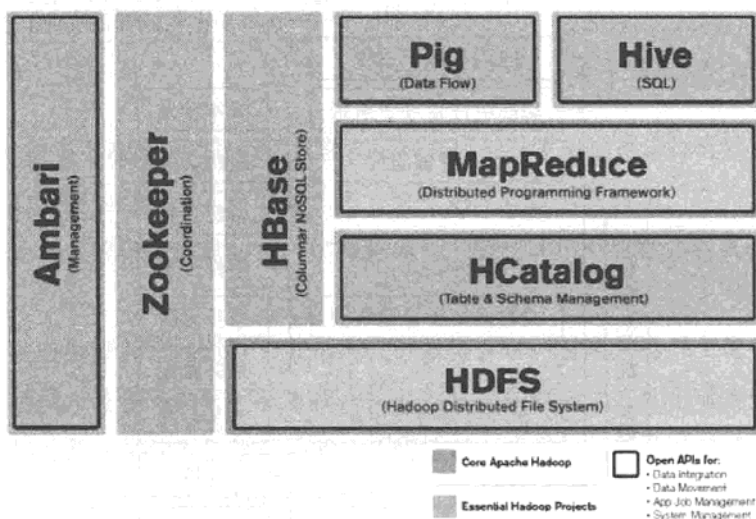 Ambari
(Management)
Zookeeper
(Coordination)
HBase
(Columnar NoSQL Store)
Pig
(Data Flow)
Hive
(SQL)
MapReduce
(Distributed Programming Framework)
HCatalog
(Table & Schema Management)
HDFS
(Hadoop Distributed File System)
Core Apache Hadoop
Essential Hadoop Projects
Open APIs for:
• Data Integration
• Data Movement
• App Job Management
• System Management